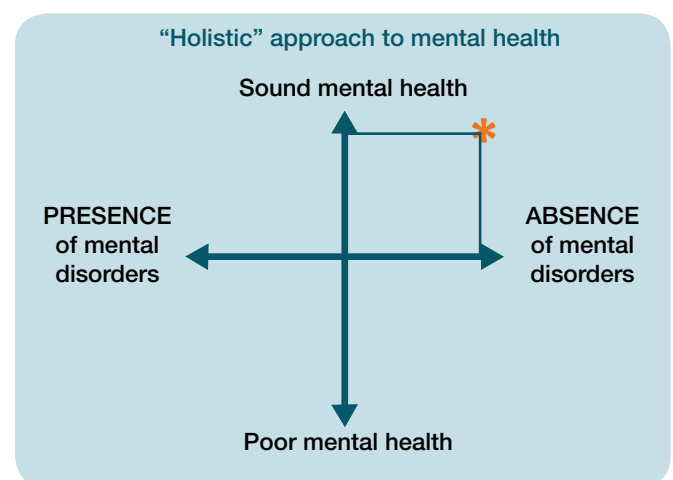 “Holistic” approach to mental health
Sound mental health
PRESENCE
of mental
disorders
ABSENCE
of mental
disorders
Poor mental health